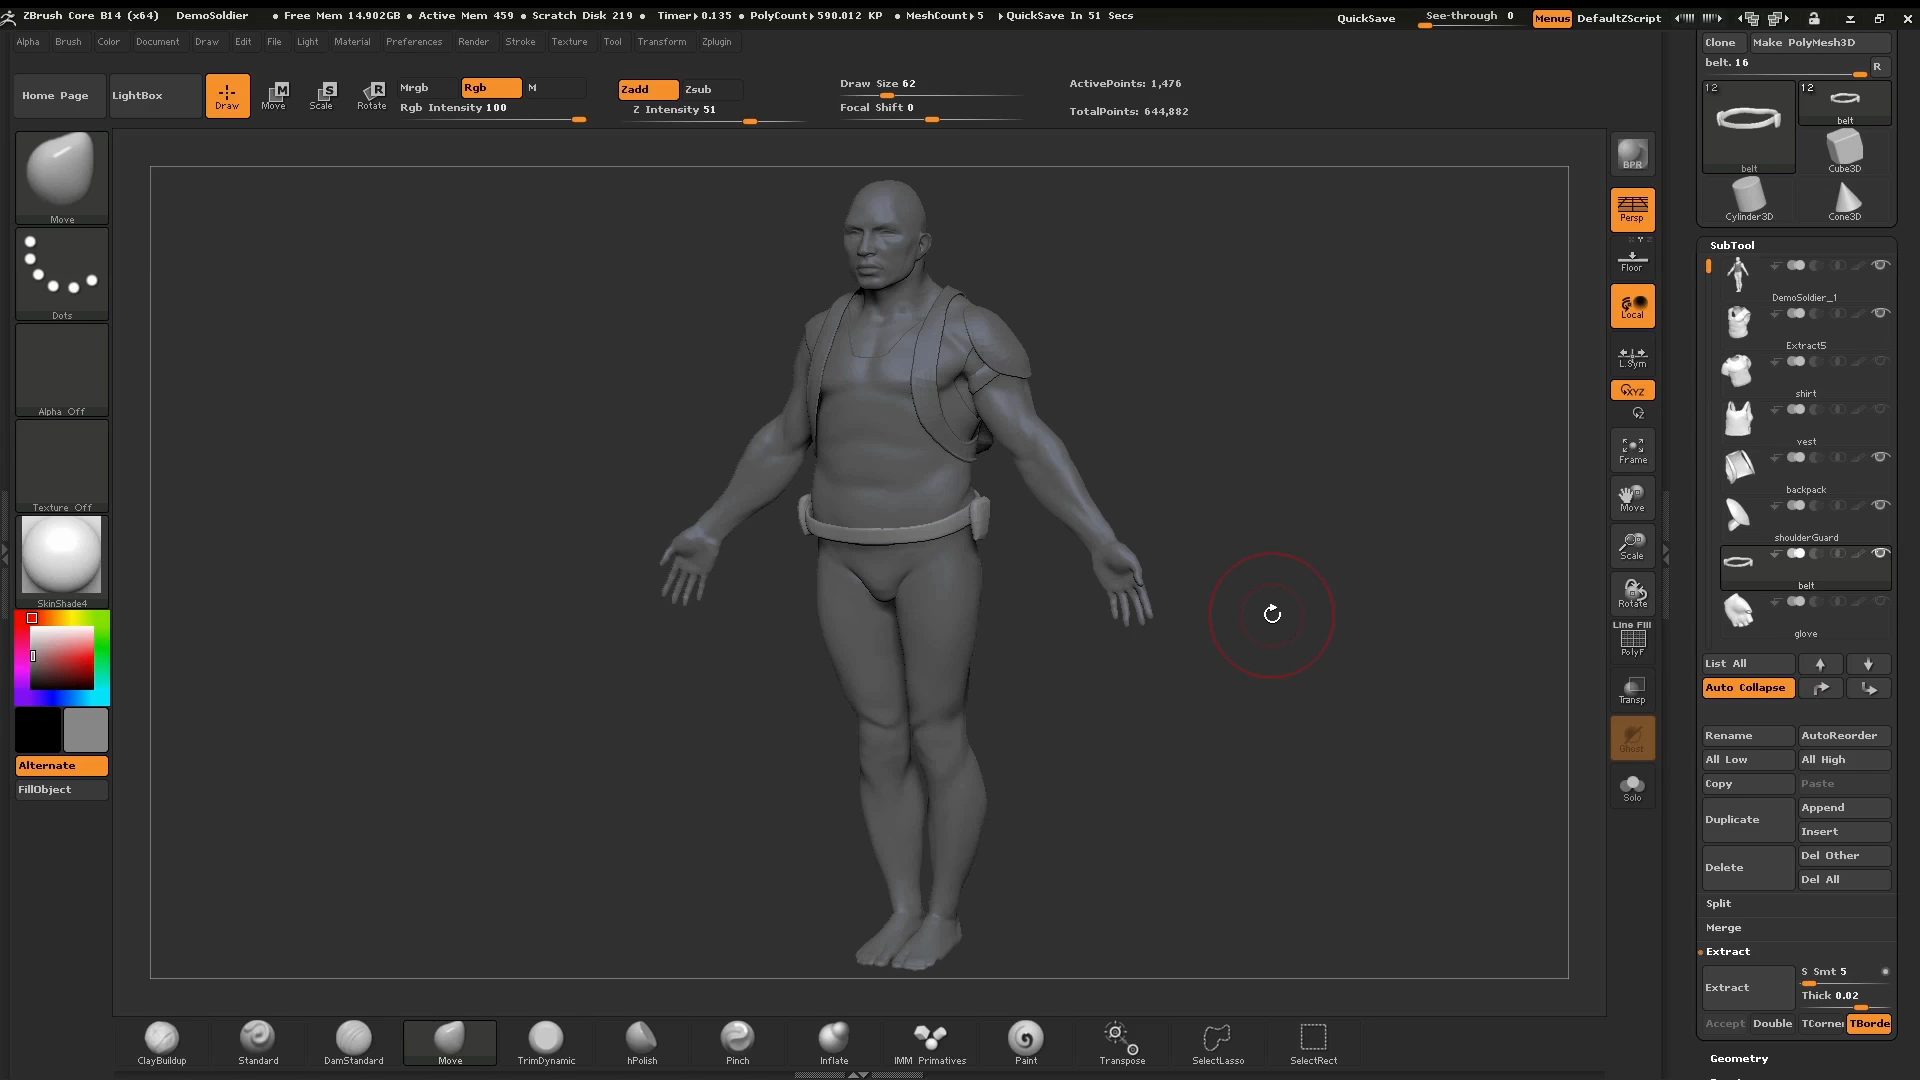 ZBrush Core B14 (x64) DemoSoldier • Free Mem 14.902GB • Active Mem 459 • Scratch Disk 219 • Timer▸0.135 • PolyCount▸590.012 KP • MeshCount▸5 ▸QuickSave In 51 Secs QuickSave See-through 0 Menus DefaultZScript
Alpha Brush Color Document Draw Edit File Light Material Preferences Render Stroke Texture Tool Transform Zplugin
Home Page LightBox Draw Move Scale Rotate
M S R
Mrgb Rgb M
Rgb Intensity 100
Zadd Zsub
Z Intensity 51
Draw Size 62
Focal Shift 0
ActivePoints: 1,476
TotalPoints: 644,882
Move
Dots
Alpha Off
Texture Off
SkinShade4
Alternate
FillObject
BPR
Persp
Floor
Local
L.Sym
XYZ
Z
Frame
Move
Scale
Rotate
Line Fill
PolyF
Transp
Ghost
Solo
Clone Make PolyMesh3D
belt. 16 R
12 12
belt
belt Cube3D
Cylinder3D Cone3D
SubTool
DemoSoldier_1
Extract5
shirt
vest
backpack
shoulderGuard
belt
glove
List All
Auto Collapse
Rename AutoReorder
All Low All High
Copy Paste
Duplicate Append
Insert
Delete Del Other
Del All
Split
Merge
Extract
Extract S Smt 5
Thick 0.02
Accept Double TCorner TBorde
Geometry
ClayBuildup Standard DamStandard Move TrimDynamic hPolish Pinch Inflate IMM Primatives Paint Transpose SelectLasso SelectRect